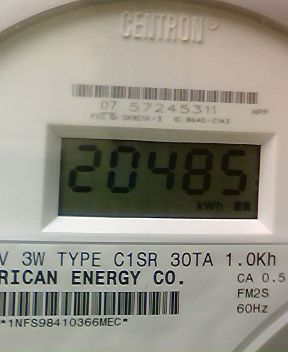 CENTRON®
07 57245311
HPP
20485
kWh
V 3W TYPE C1SR 30TA 1.0Kh
RICAN ENERGY CO.
CA 0.5
FM2S
60Hz
*1NFS98410366MEC*